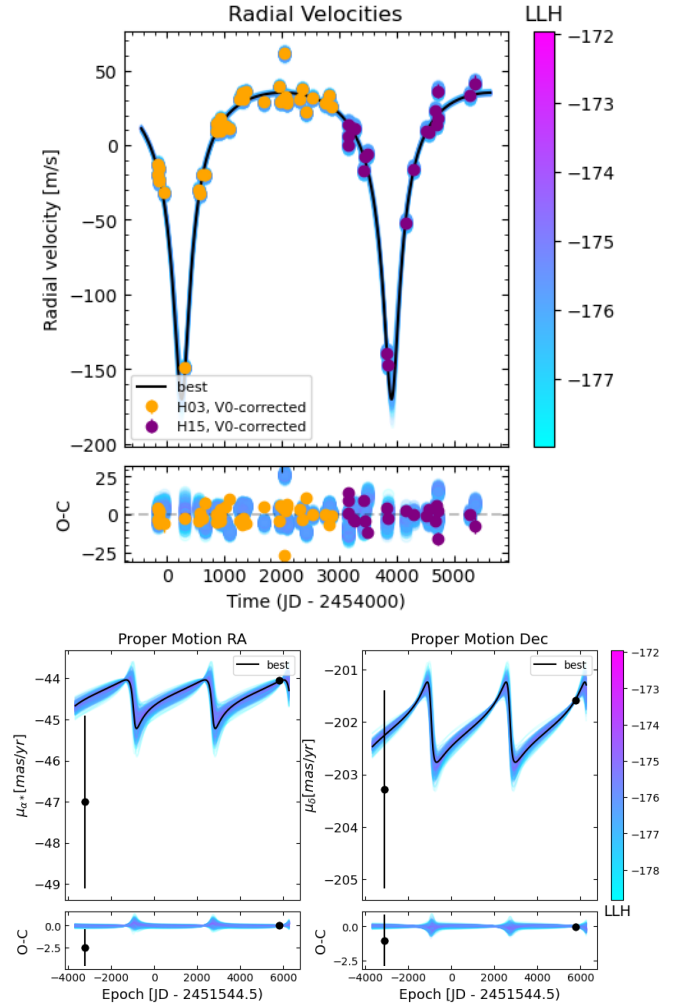 Radial Velocities
LLH
50
0
−50
−100
−150
−200
Radial velocity [m/s]
best
H03, V0-corrected
H15, V0-corrected
−172
−173
−174
−175
−176
−177
25
0
−25
O-C
0 1000 2000 3000 4000 5000
Time (JD - 2454000)
Proper Motion RA
Proper Motion Dec
best
best
−44
−45
−46
−47
−48
−49
μα*[mas/yr]
−201
−202
−203
−204
−205
μδ[mas/yr]
−172
−173
−174
−175
−176
−177
−178
LLH
0.0
−2.5
O-C
0.0
−2.5
O-C
−4000 −2000 0 2000 4000 6000
−4000 −2000 0 2000 4000 6000
Epoch [JD - 2451544.5)
Epoch [JD - 2451544.5)